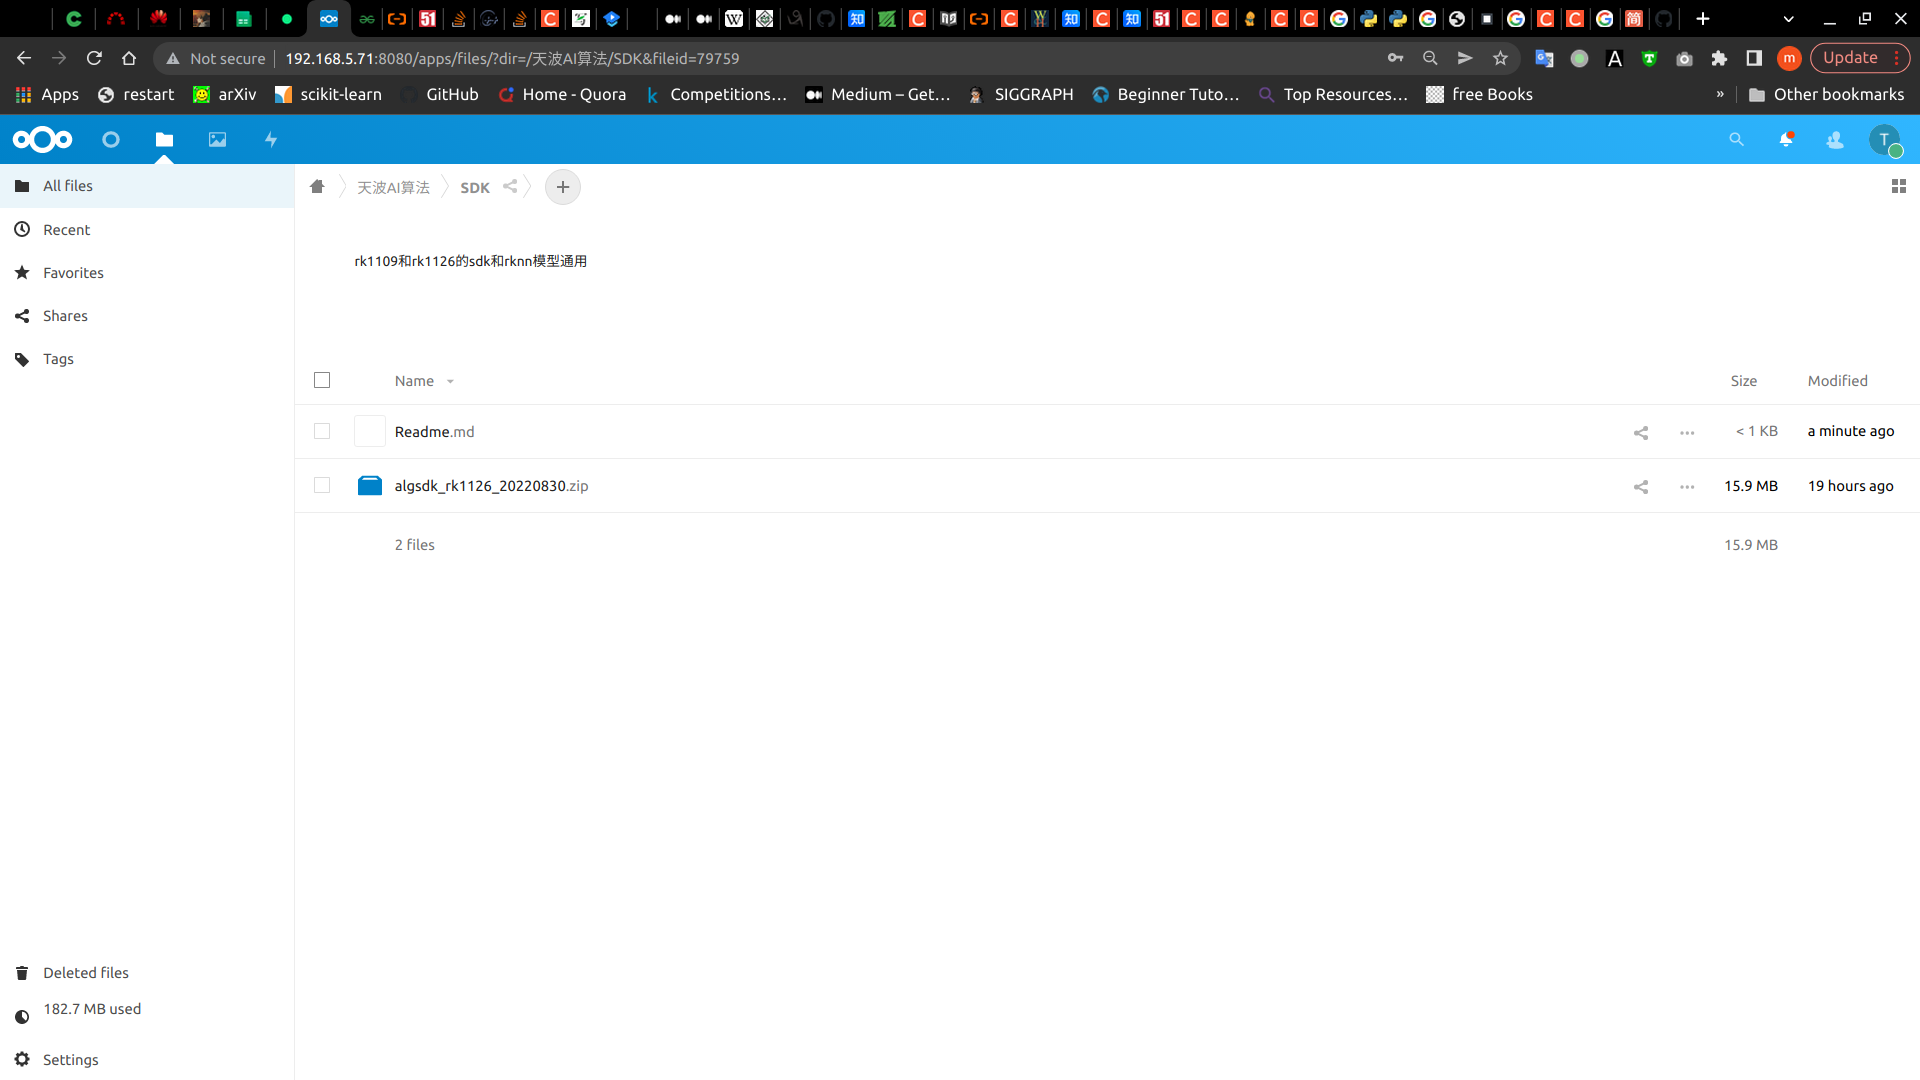 Not secure 192.168.5.71:8080/apps/files/?dir=/天波AI算法/SDK&fileid=79759 Update
Apps restart arXiv scikit-learn GitHub Home - Quora Competitions… Medium – Get… SIGGRAPH Beginner Tuto… Top Resources… free Books » Other bookmarks
T
All files
天波AI算法 SDK
Recent
rk1109和rk1126的sdk和rknn模型通用
Favorites
Shares
Tags
Name Size Modified
Readme.md < 1 KB a minute ago
algsdk_rk1126_20220830.zip 15.9 MB 19 hours ago
2 files 15.9 MB
Deleted files
182.7 MB used
Settings